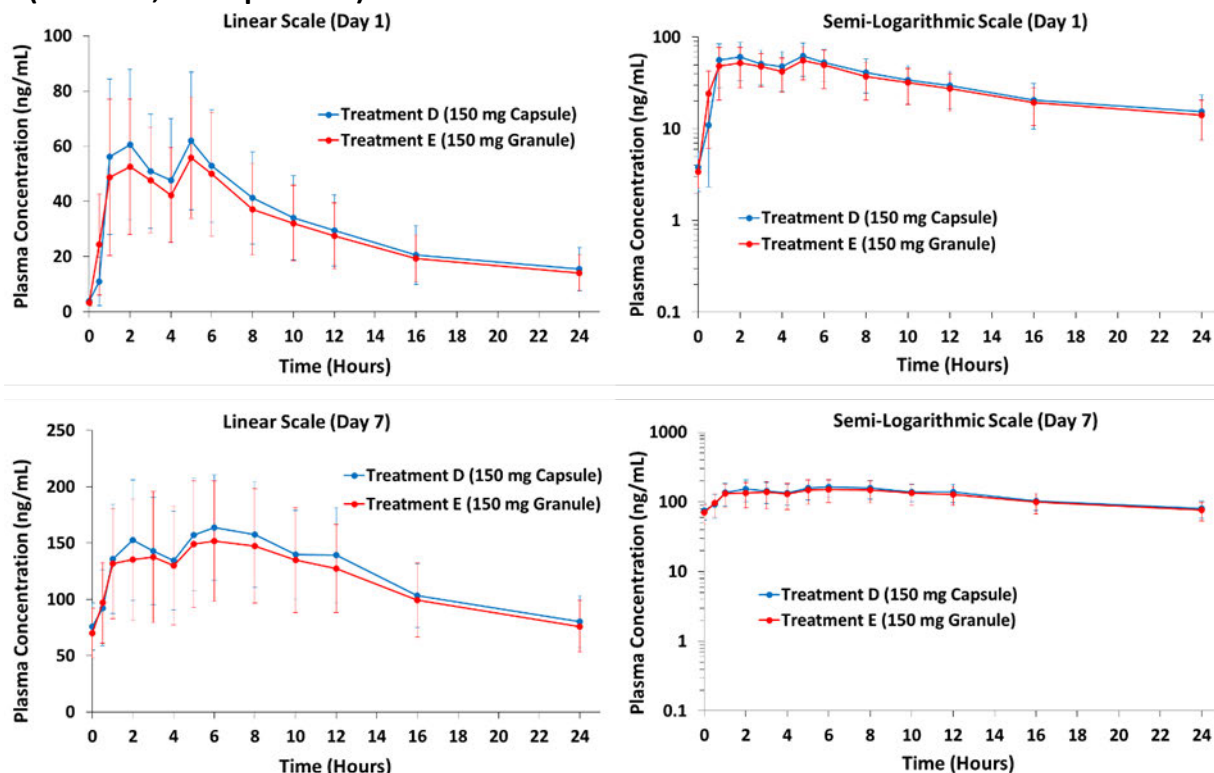 Linear Scale (Day 1)
Plasma Concentration (ng/mL)
100
80
60
40
20
0
Treatment D (150 mg Capsule)
Treatment E (150 mg Granule)
0 2 4 6 8 10 12 14 16 18 20 22 24
Time (Hours)
Semi-Logarithmic Scale (Day 1)
Plasma Concentration (ng/mL)
100
10
1
0.1
Treatment D (150 mg Capsule)
Treatment E (150 mg Granule)
0 2 4 6 8 10 12 14 16 18 20 22 24
Time (Hours)
Linear Scale (Day 7)
Plasma Concentration (ng/mL)
250
200
150
100
50
0
Treatment D (150 mg Capsule)
Treatment E (150 mg Granule)
0 2 4 6 8 10 12 14 16 18 20 22 24
Time (Hours)
Semi-Logarithmic Scale (Day 7)
Plasma Concentration (ng/mL)
1000
100
10
1
0.1
Treatment D (150 mg Capsule)
Treatment E (150 mg Granule)
0 2 4 6 8 10 12 14 16 18 20 22 24
Time (Hours)